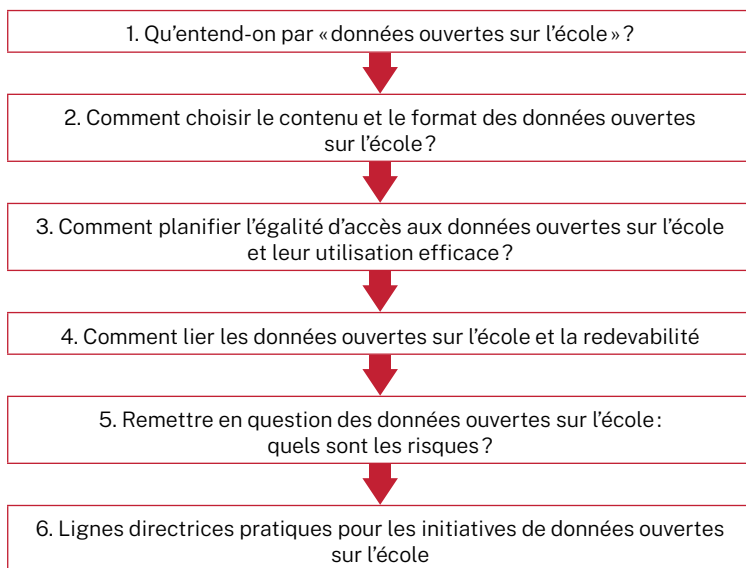 1. Qu’entend-on par «données ouvertes sur l’école»?
2. Comment choisir le contenu et le format des données ouvertes
sur l’école?
3. Comment planifier l’égalité d’accès aux données ouvertes sur l’école
et leur utilisation efficace?
4. Comment lier les données ouvertes sur l’école et la redevabilité
5. Remettre en question des données ouvertes sur l’école:
quels sont les risques?
6. Lignes directrices pratiques pour les initiatives de données ouvertes
sur l’école